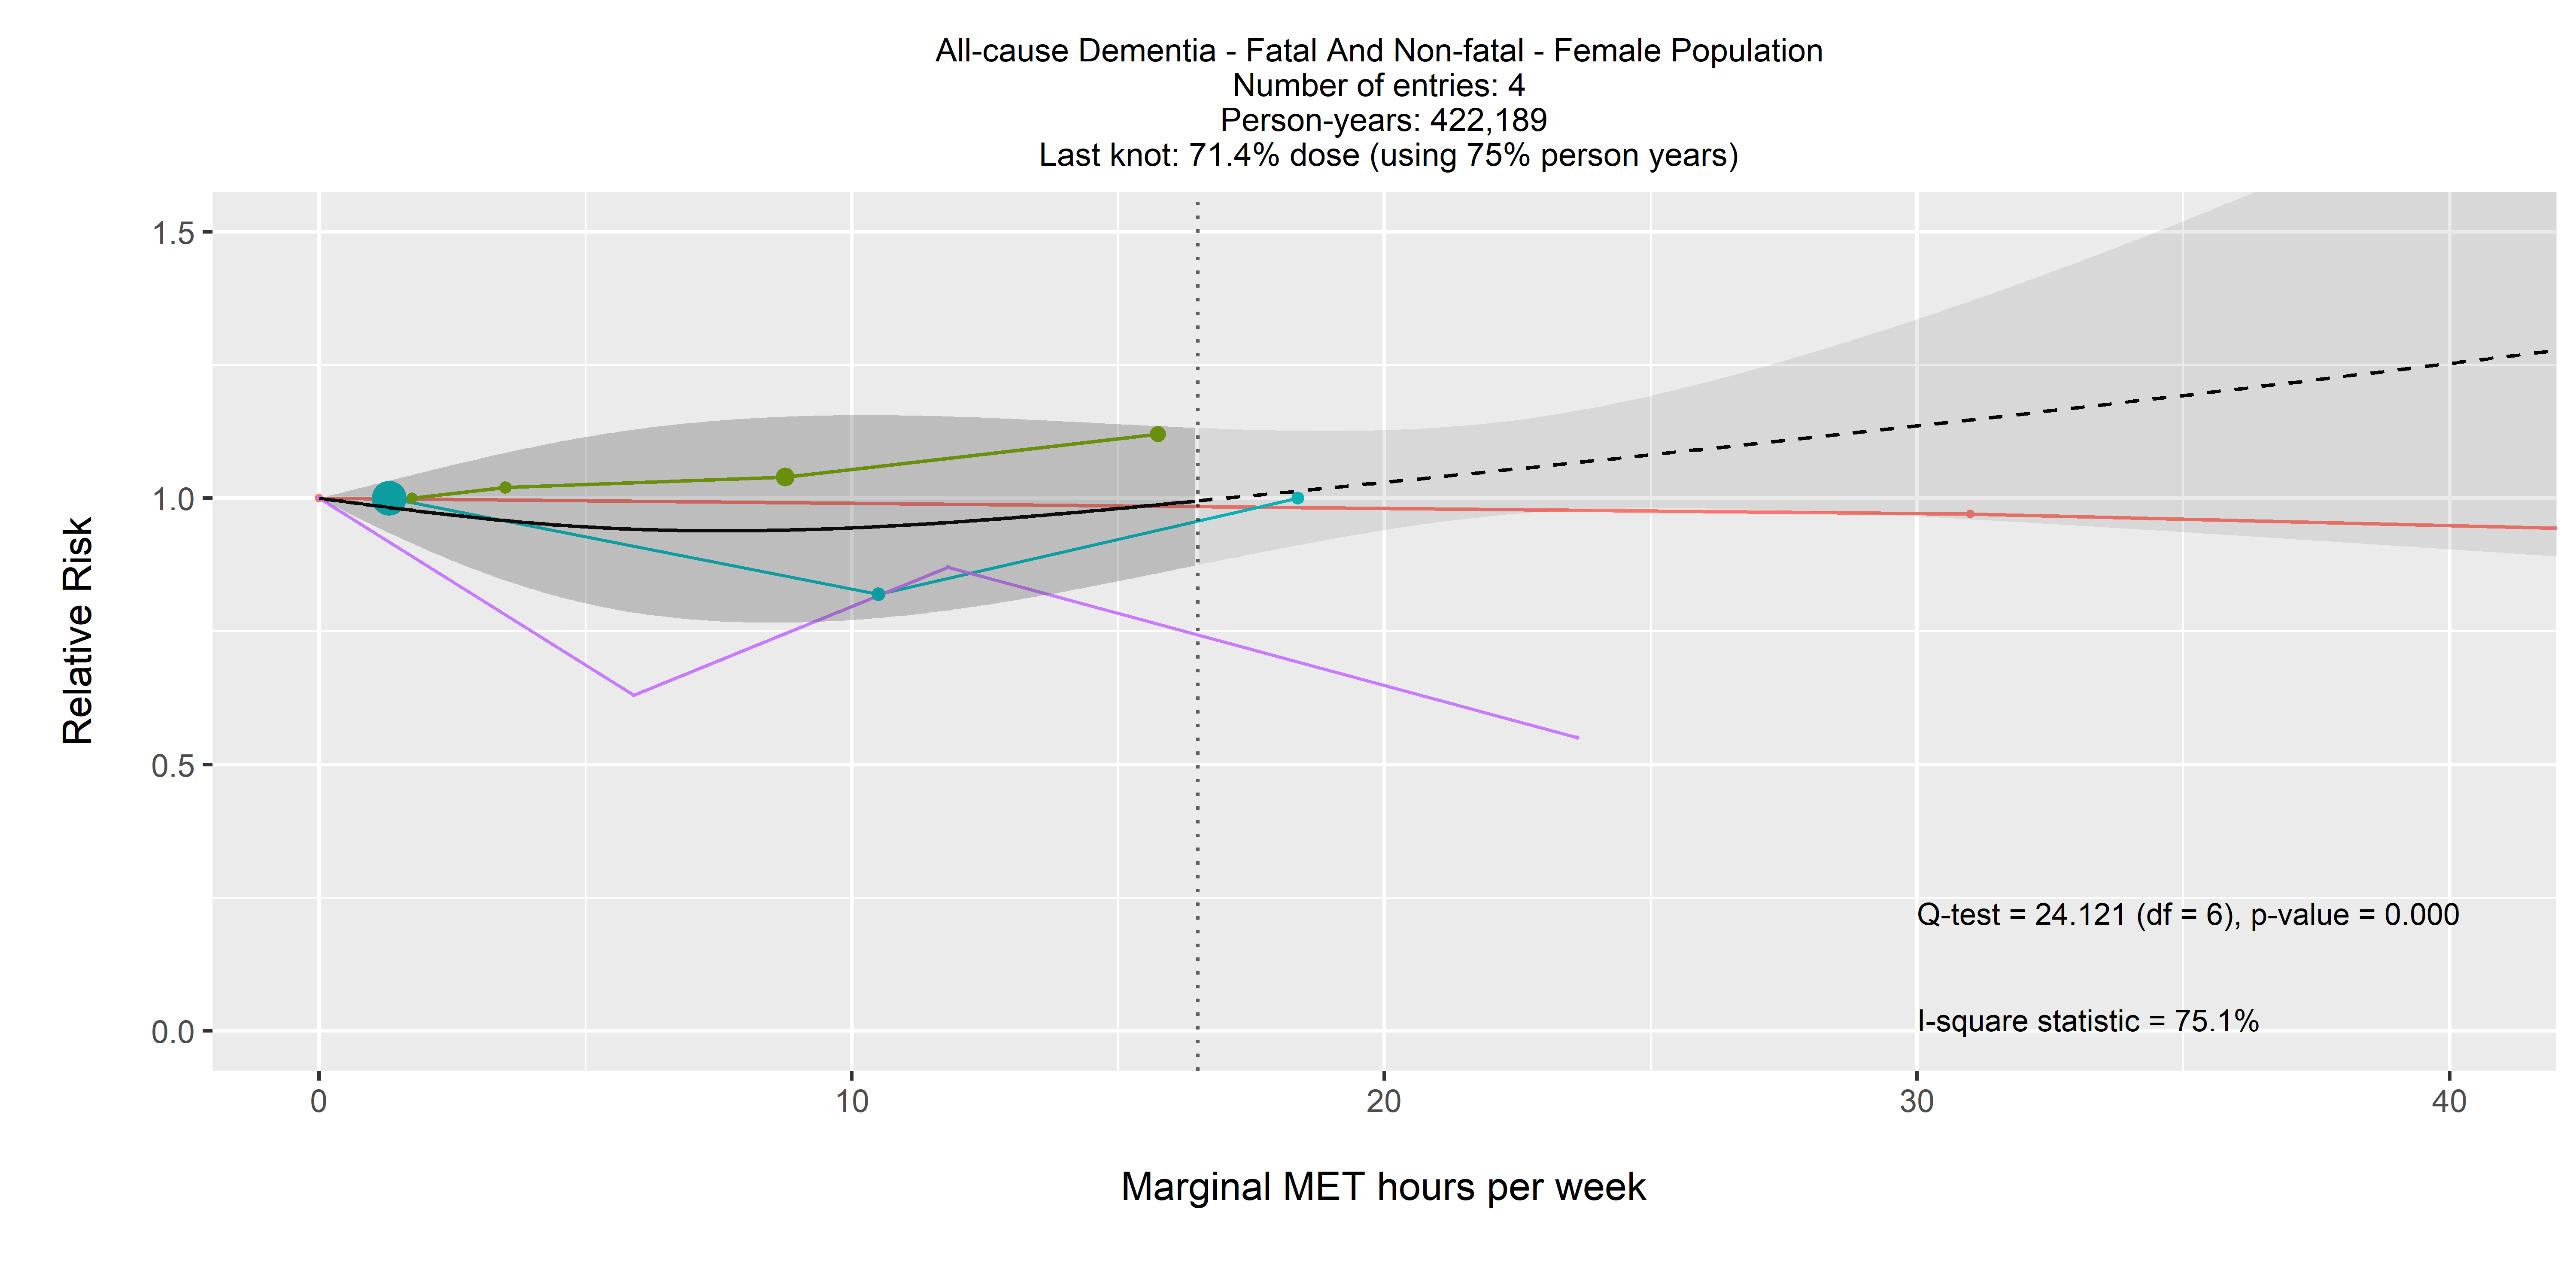 All-cause Dementia - Fatal And Non-fatal - Female Population
Number of entries: 4
Person-years: 422,189
Last knot: 71.4% dose (using 75% person years)
1.5
1.0
0.5
0.0
Relative Risk
Q-test = 24.121 (df = 6), p-value = 0.000
I-square statistic = 75.1%
0 10 20 30 40
Marginal MET hours per week